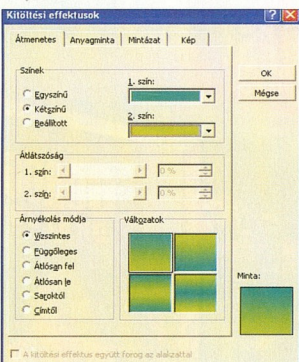 Kitöltési effektusok
Átmenetes Anyagminta Mintázat Kép
Színek
Egyszínű
Kétszínű
Beállított
1. szín:
2. szín:
OK
Mégse
Átlátszóság
1. szín: 0 %
2. szín: 0 %
Árnyékolás módja
Vízszintes
Függőleges
Átlósan fel
Átlósan le
Saroktól
Címtől
Változatok
Minta:
A kitöltési effektus együtt forog az alakzattal